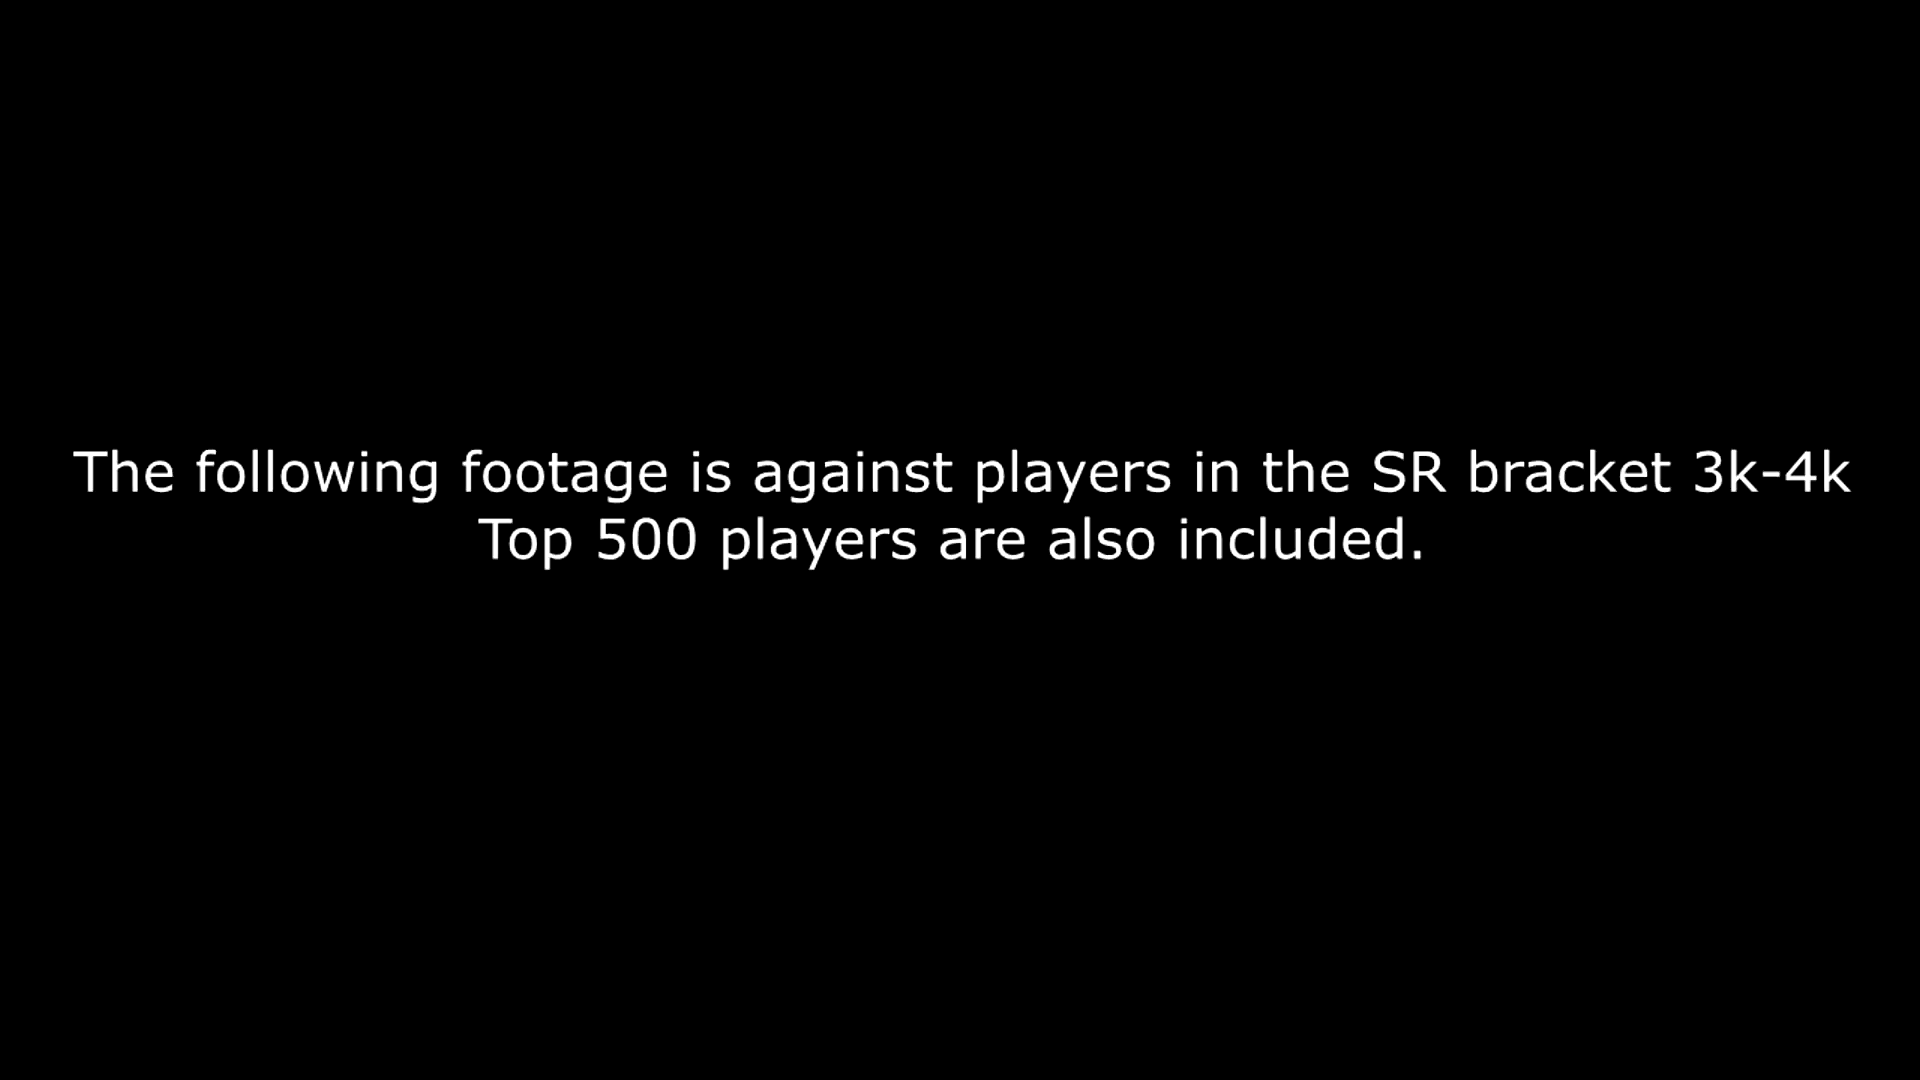 The following footage is against players in the SR bracket 3k-4k
Top 500 players are also included.